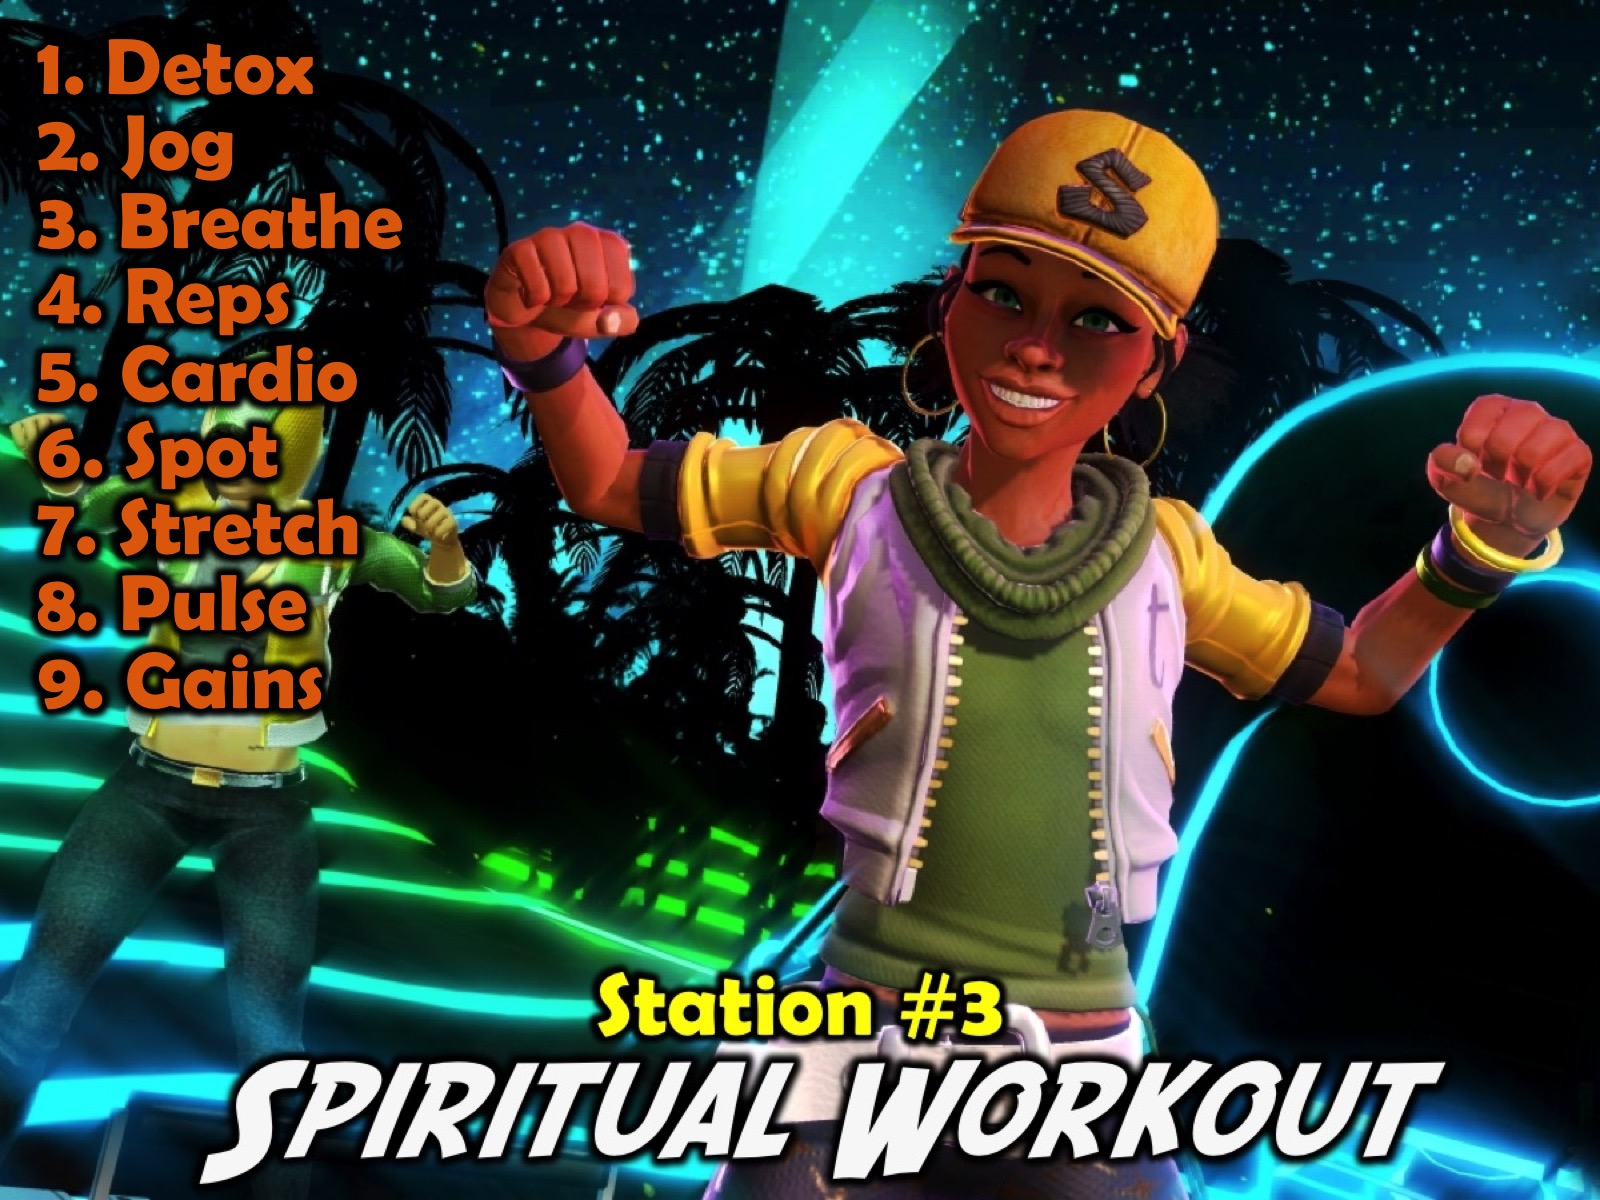 1. Detox
2. Jog
3. Breathe
4. Reps
5. Cardio
6. Spot
7. Stretch
8. Pulse
9. Gains
S
t
Station #3
SPIRITUAL WORKOUT